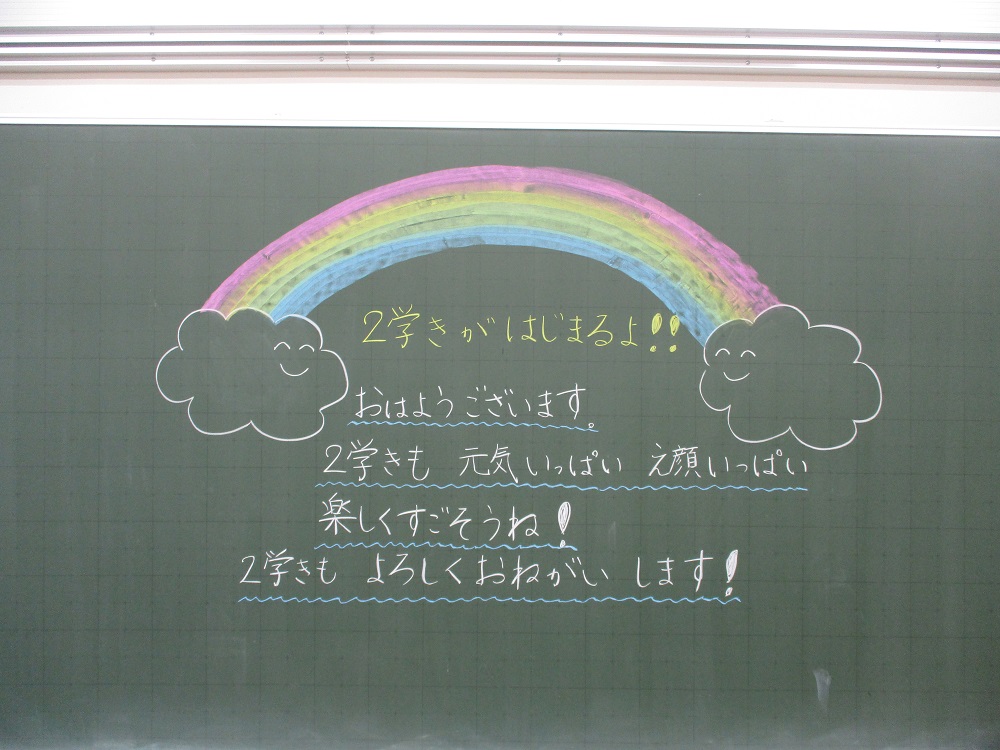 2学きがはじまるよ!!
おはようございます。
2学きも 元気いっぱい え顔いっぱい
楽しくすごそうね!
2学きも よろしくおねがい します!